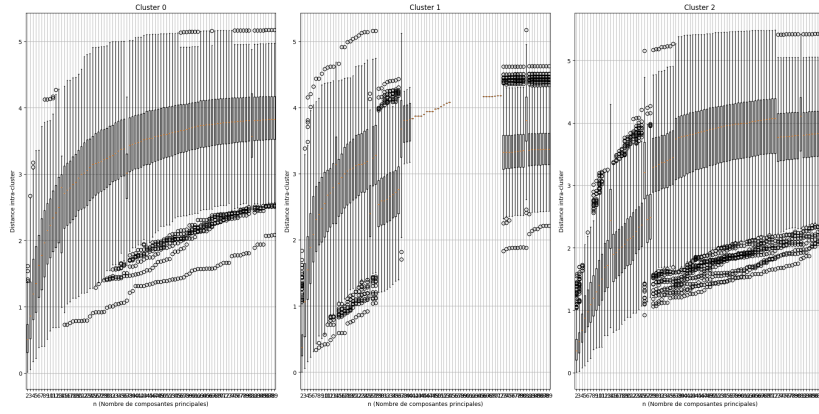 Cluster 0
Distance intra-cluster
5
4
3
2
1
0
n (Nombre de composantes principales)
Cluster 1
Distance intra-cluster
5
4
3
2
1
0
n (Nombre de composantes principales)
Cluster 2
Distance intra-cluster
5
4
3
2
1
0
n (Nombre de composantes principales)